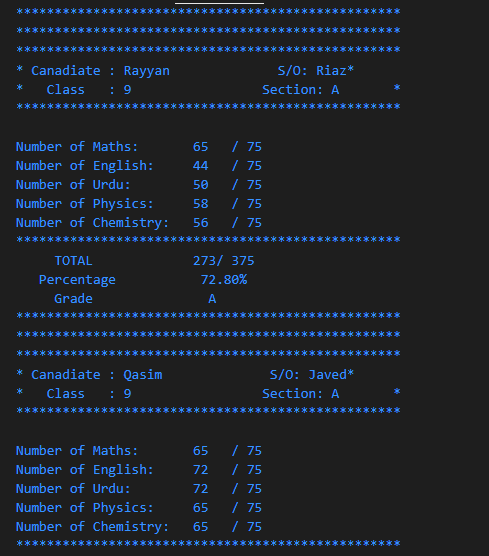 **************************************************
**************************************************
**************************************************
* Canadiate : Rayyan              S/O: Riaz*
*   Class   : 9                 Section: A       *
**************************************************
Number of Maths:       65   / 75
Number of English:     44   / 75
Number of Urdu:        50   / 75
Number of Physics:     58   / 75
Number of Chemistry:   56   / 75
**************************************************
     TOTAL             273/ 375
   Percentage           72.80%
     Grade               A
**************************************************
**************************************************
**************************************************
* Canadiate : Qasim              S/O: Javed*
*   Class   : 9                 Section: A       *
**************************************************
Number of Maths:       65   / 75
Number of English:     72   / 75
Number of Urdu:        72   / 75
Number of Physics:     65   / 75
Number of Chemistry:   65   / 75
**************************************************